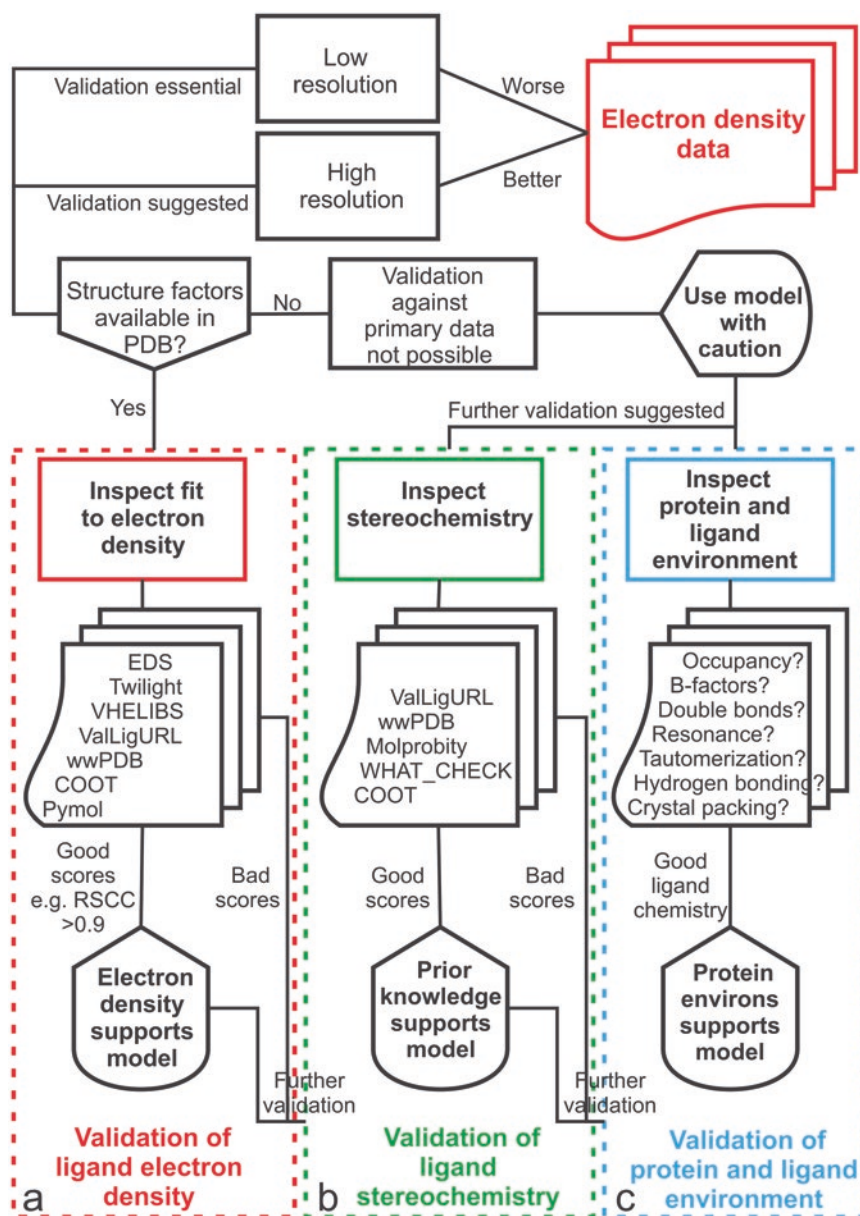 Validation essential
Low
resolution
Worse
Electron density
data
Validation suggested
High
resolution
Better
Structure factors
available in
PDB?
No
Validation
against
primary data
not possible
Use model
with
caution
Yes
Further validation suggested
Inspect fit
to electron
density
EDS
Twilight
VHELIBS
ValLigURL
wwPDB
COOT
Pymol
Good
scores
e.g. RSCC
>0.9
Bad
scores
Electron
density
supports
model
Further
validation
Validation of
ligand electron
density
a
Inspect
stereochemistry
ValLigURL
wwPDB
Molprobity
WHAT_CHECK
COOT
Good
scores
Bad
scores
Prior
knowledge
supports
model
Further
validation
Validation of
ligand
stereochemistry
b
Inspect
protein and
ligand
environment
Occupancy?
B-factors?
Double bonds?
Resonance?
Tautomerization?
Hydrogen bonding?
Crystal packing?
Good
ligand
chemistry
Protein
environs
supports
model
Validation of
protein and ligand
environment
c